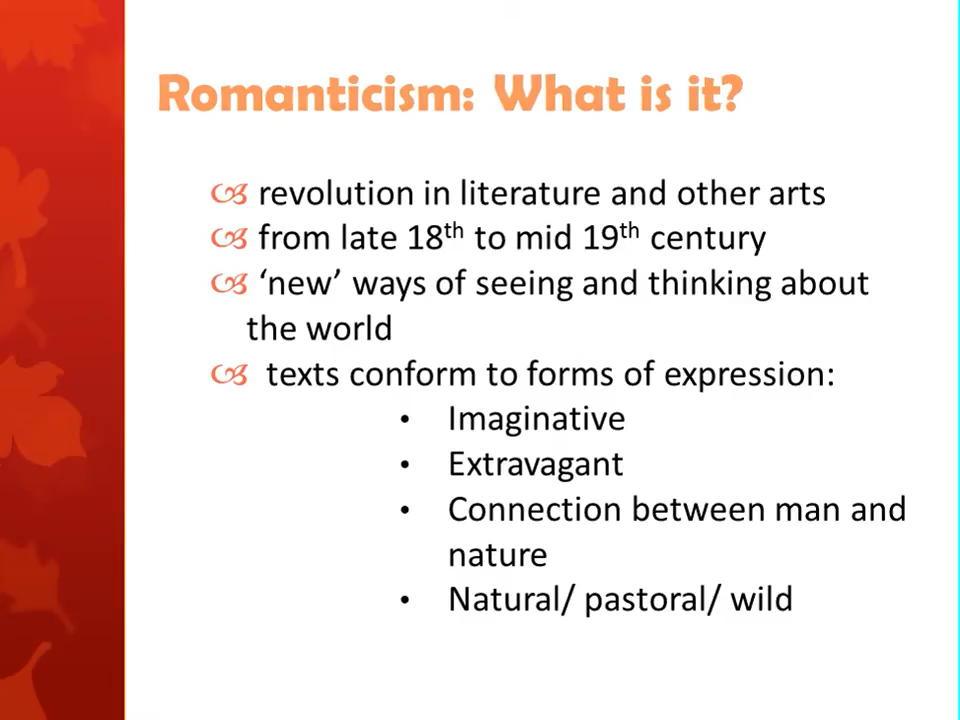 Romanticism: What is it?
revolution in literature and other arts
from late 18th to mid 19th century
‘new’ ways of seeing and thinking about
the world
texts conform to forms of expression:
• Imaginative
• Extravagant
• Connection between man and
nature
• Natural/ pastoral/ wild